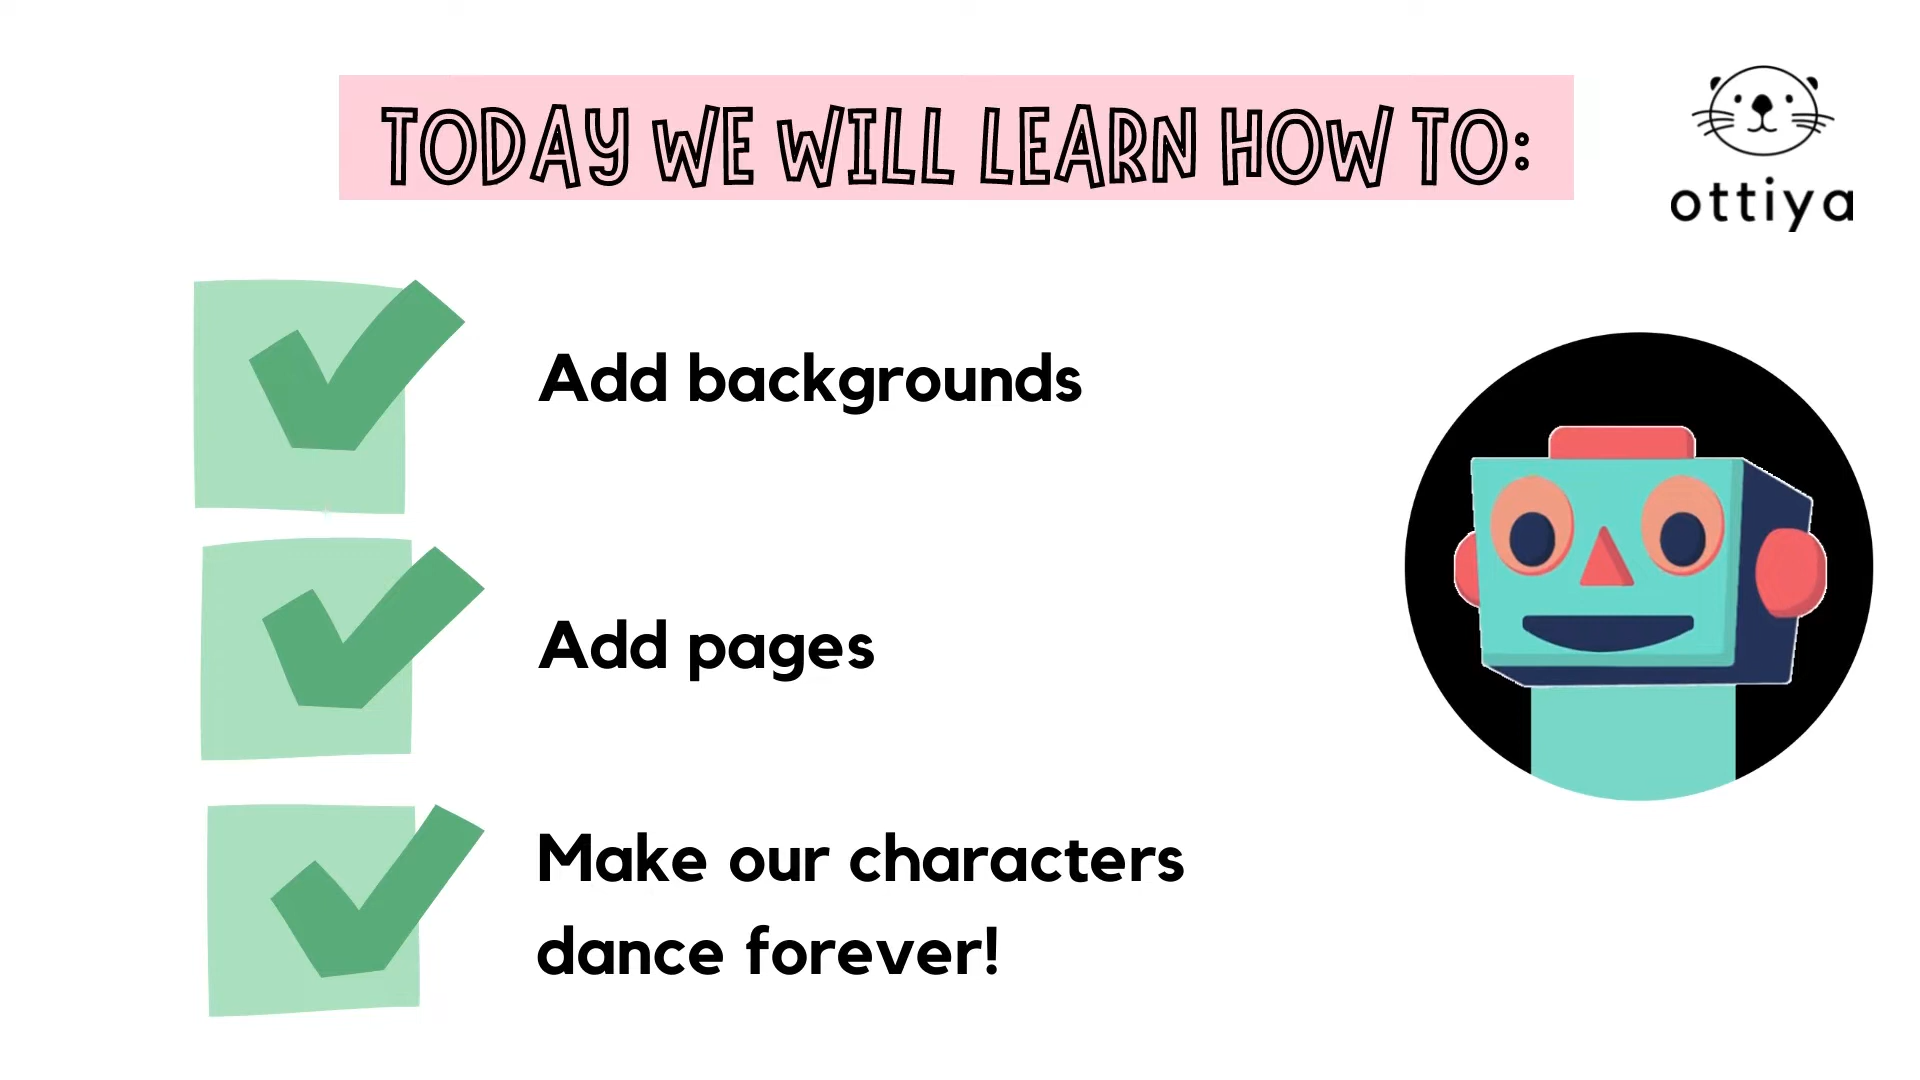 TODAY WE WILL LEARN HOW TO:
ottiya
Add backgrounds
Add pages
Make our characters
dance forever!